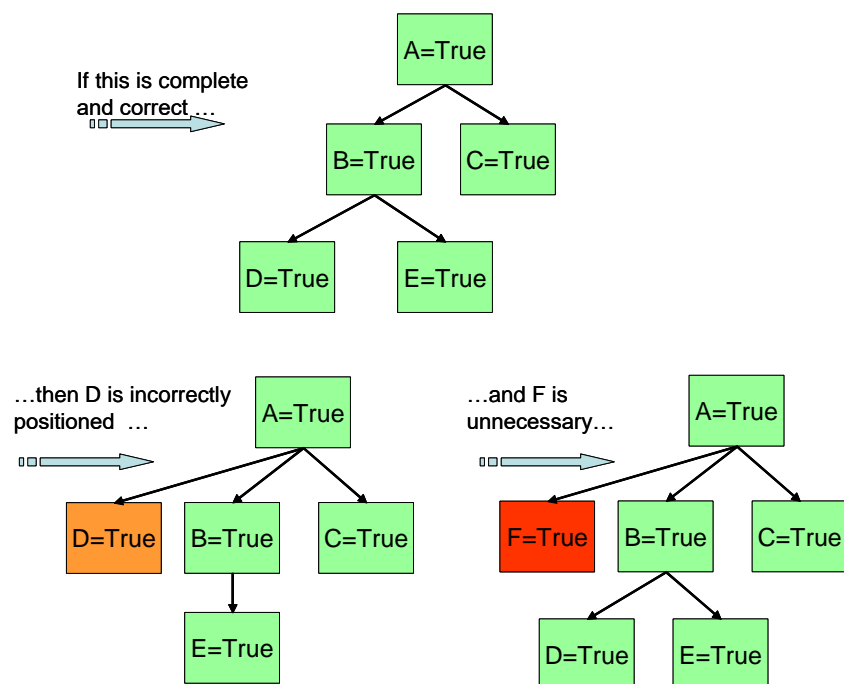 A=True
If this is complete
and correct …
B=True
C=True
D=True
E=True
…then D is incorrectly
positioned …
A=True
D=True
B=True
C=True
E=True
…and F is
unnecessary…
A=True
F=True
B=True
C=True
D=True
E=True